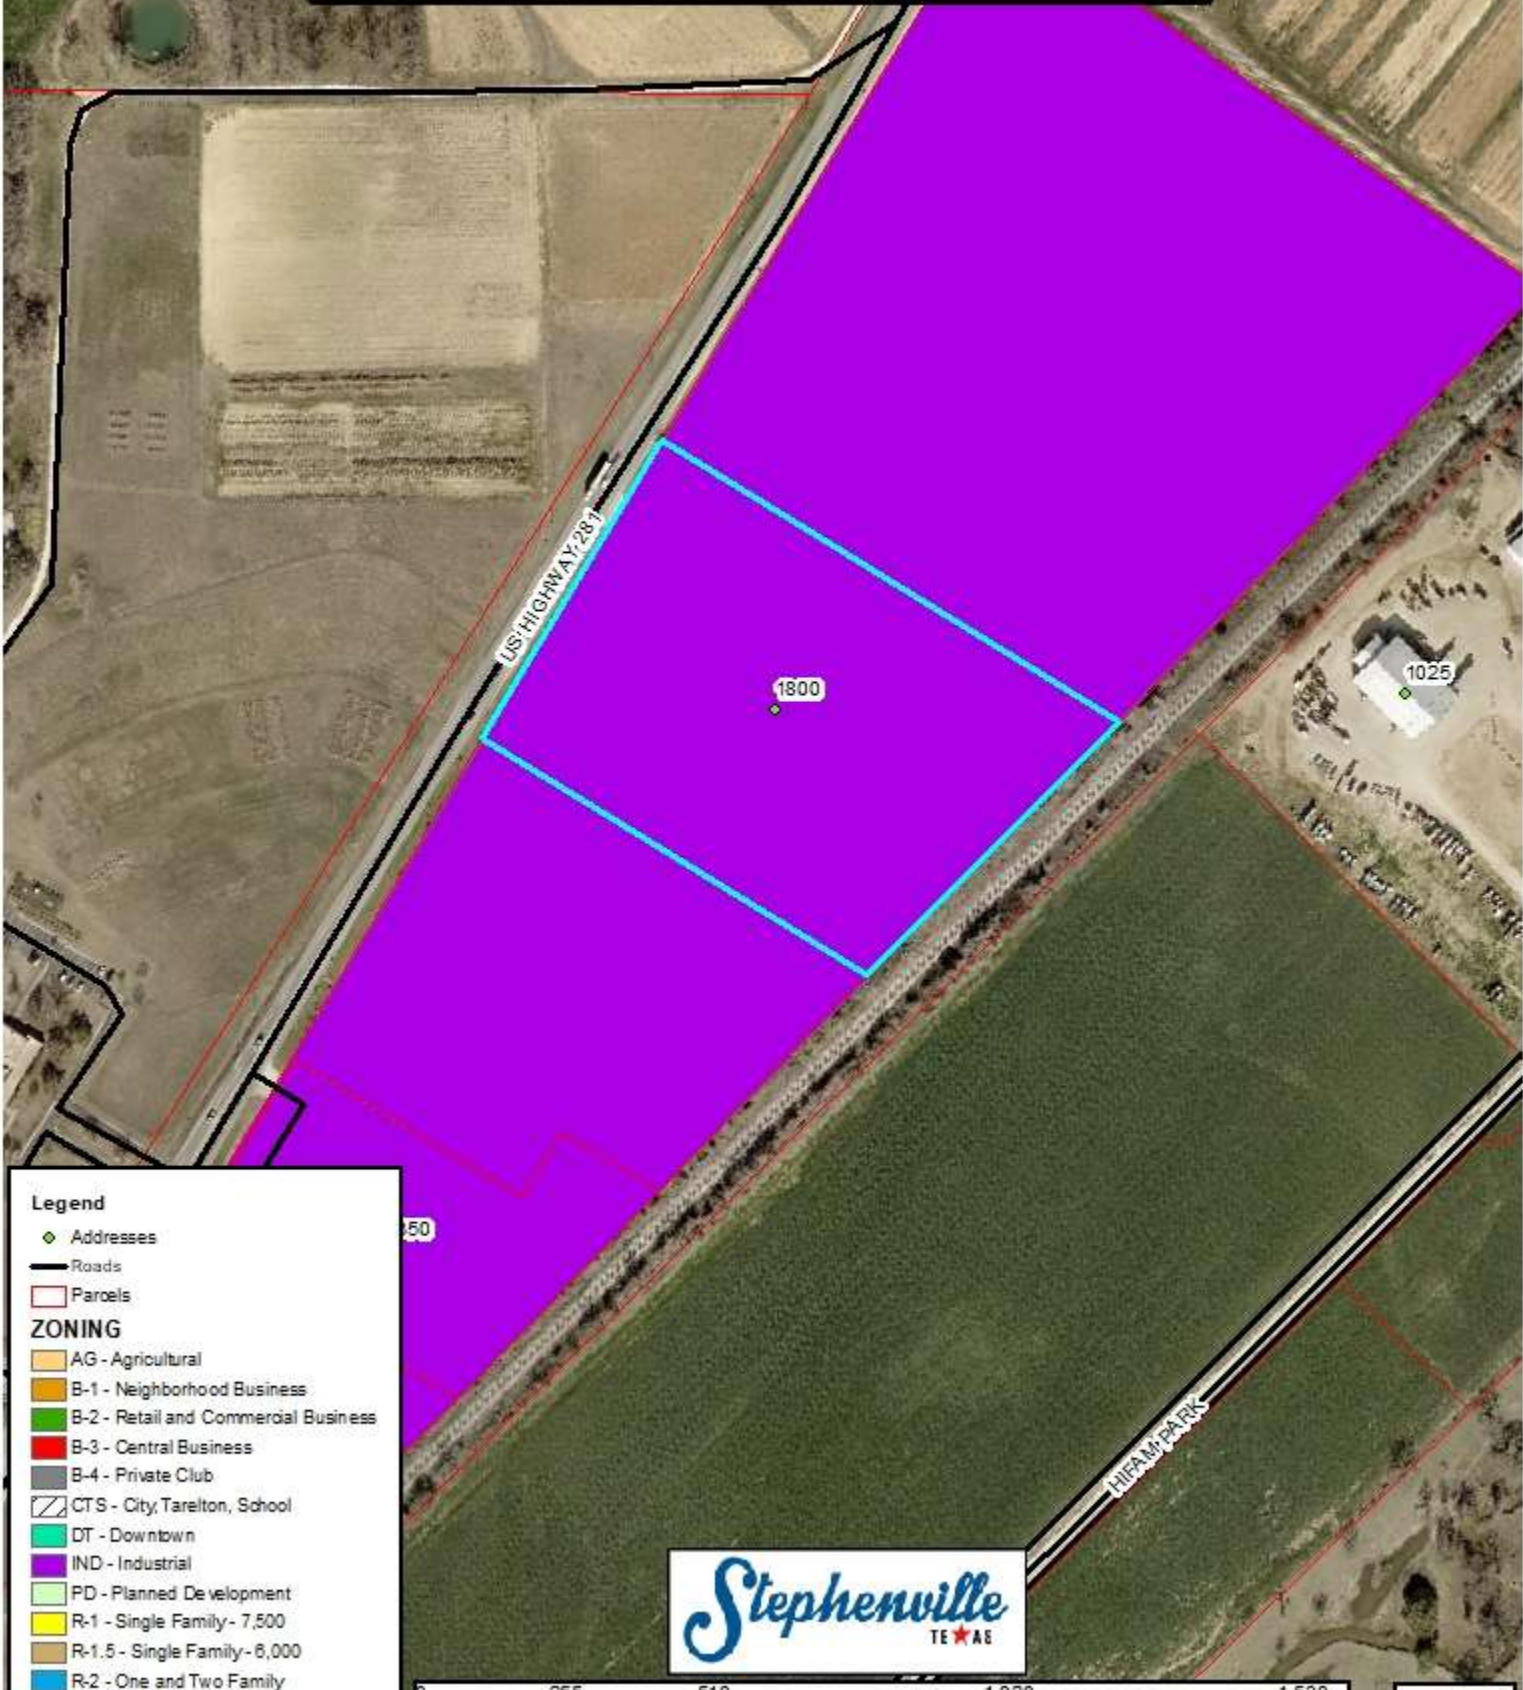 US HIGHWAY 281
1800
1025
350
HIFAM PARK
Legend
Addresses
Roads
Parcels
ZONING
AG - Agricultural
B-1 - Neighborhood Business
B-2 - Retail and Commercial Business
B-3 - Central Business
B-4 - Private Club
CTS - City, Tarelton, School
DT - Downtown
IND - Industrial
PD - Planned Development
R-1 - Single Family - 7,500
R-1.5 - Single Family - 6,000
R-2 - One and Two Family
Stephenville
TEXAS